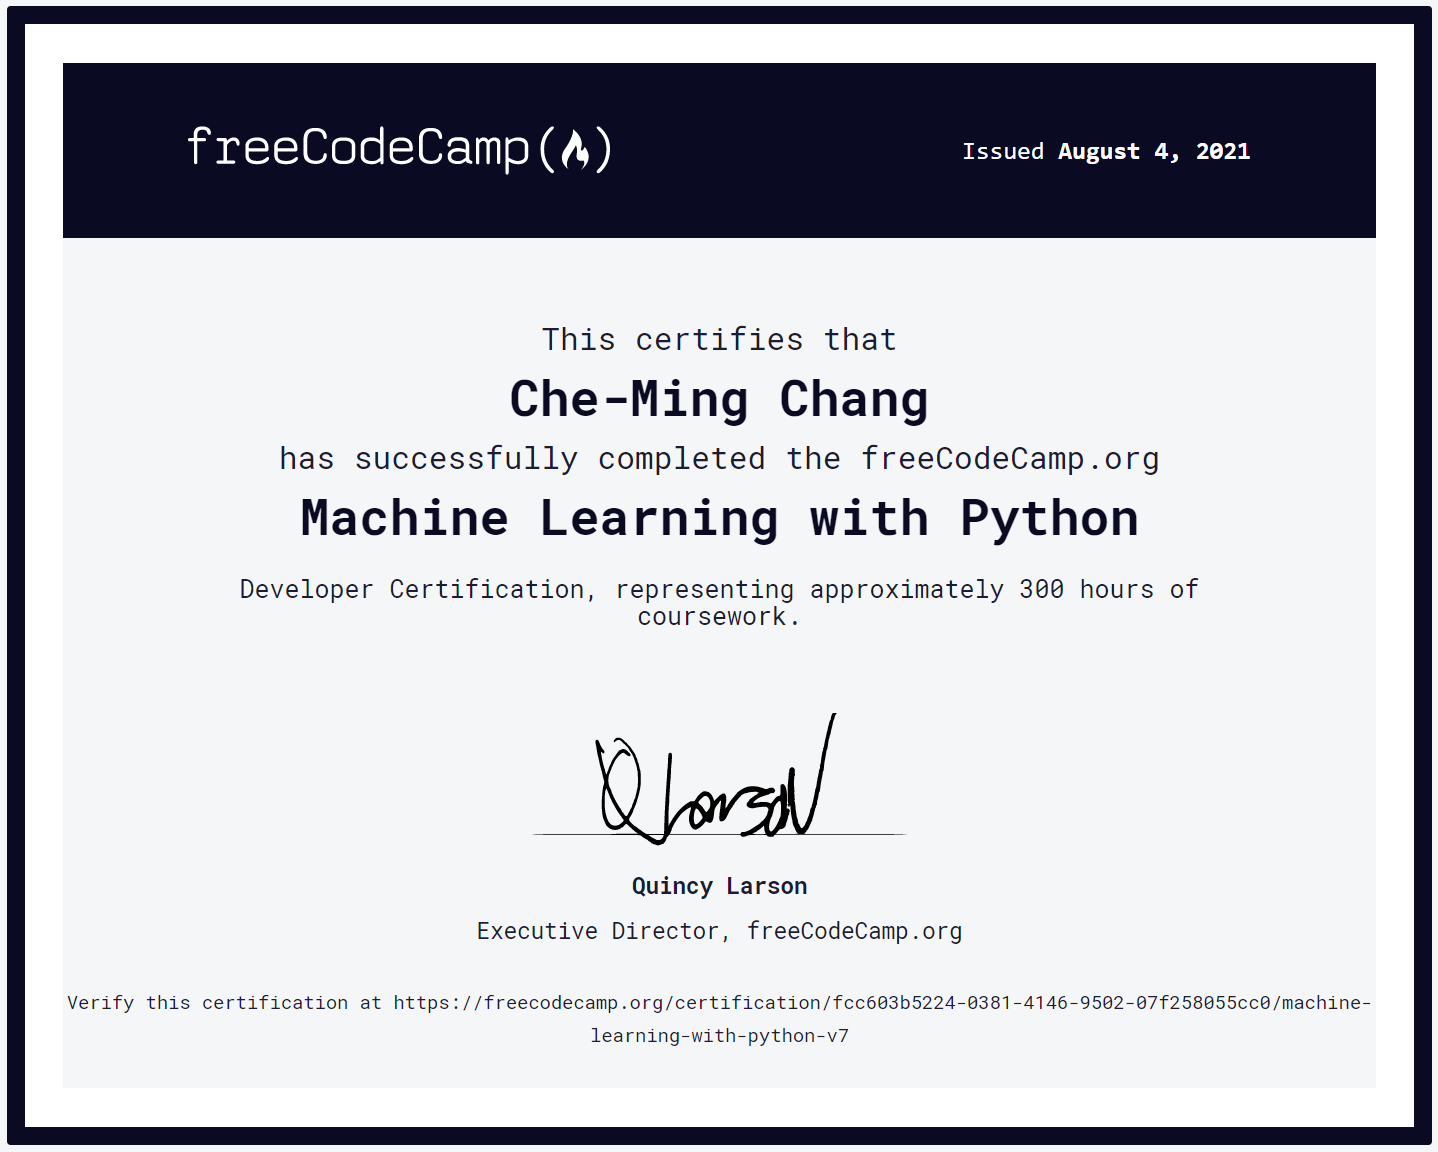 freeCodeCamp(🔥)
Issued August 4, 2021
This certifies that
Che-Ming Chang
has successfully completed the freeCodeCamp.org
Machine Learning with Python
Developer Certification, representing approximately 300 hours of
coursework.
Q Larson
Quincy Larson
Executive Director, freeCodeCamp.org
Verify this certification at https://freecodecamp.org/certification/fcc603b5224-0381-4146-9502-07f258055cc0/machine-
learning-with-python-v7